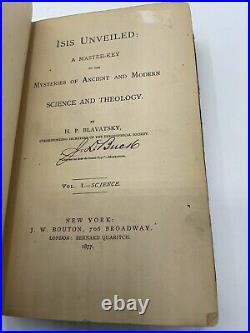 ISIS UNVEILED:
A MASTER-KEY
TO THE
MYSTERIES OF ANCIENT AND MODERN
SCIENCE AND THEOLOGY.
BY
H. P. BLAVATSKY,
CORRESPONDING SECRETARY OF THE THEOSOPHICAL SOCIETY.
J. D. Buck
VOL. I.—SCIENCE.
NEW YORK:
J. W. BOUTON, 706 BROADWAY.
LONDON: BERNARD QUARITCH.
1877.